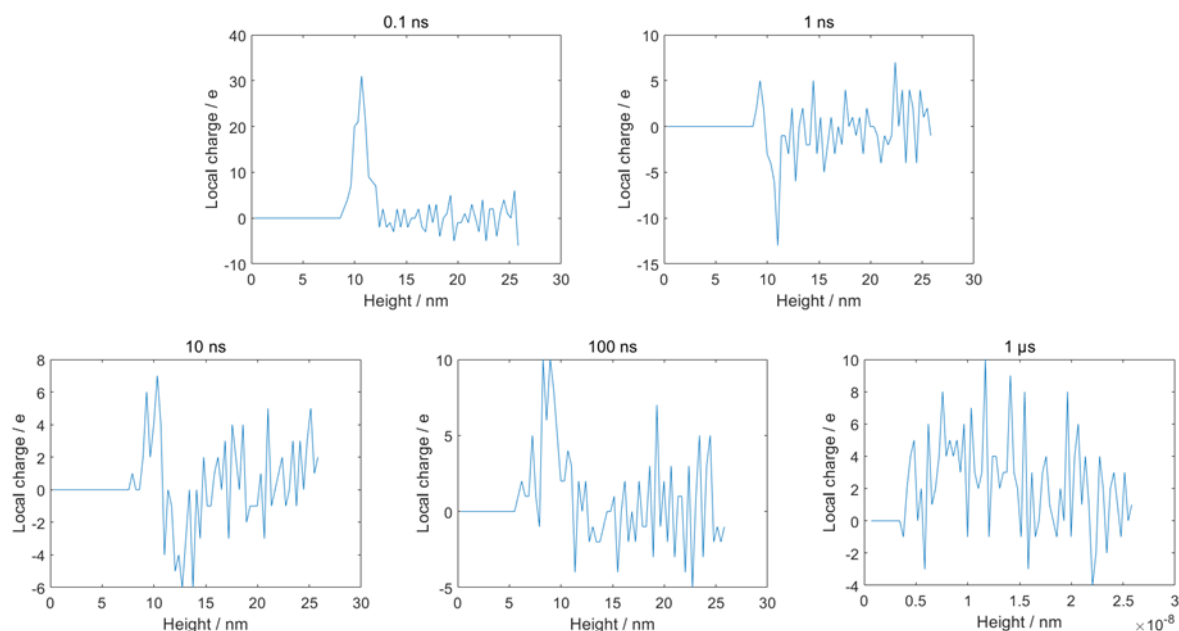 0.1 ns
40
30
20
10
0
-10
Local charge / e
0 5 10 15 20 25 30
Height / nm
1 ns
10
5
0
-5
-10
-15
Local charge / e
0 5 10 15 20 25 30
Height / nm
10 ns
8
6
4
2
0
-2
-4
-6
Local charge / e
0 5 10 15 20 25 30
Height / nm
100 ns
10
5
0
-5
Local charge / e
0 5 10 15 20 25 30
Height / nm
1 µs
10
8
6
4
2
0
-2
-4
Local charge / e
0 0.5 1 1.5 2 2.5 3
Height / nm
×10⁻⁸